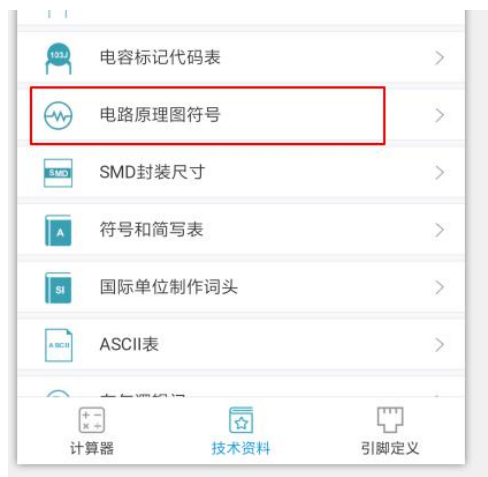 103J
电容标记代码表
电路原理图符号
SMD
SMD封装尺寸
A
符号和简写表
SI
国际单位制作词头
ASCII
ASCII表
计算器
技术资料
引脚定义